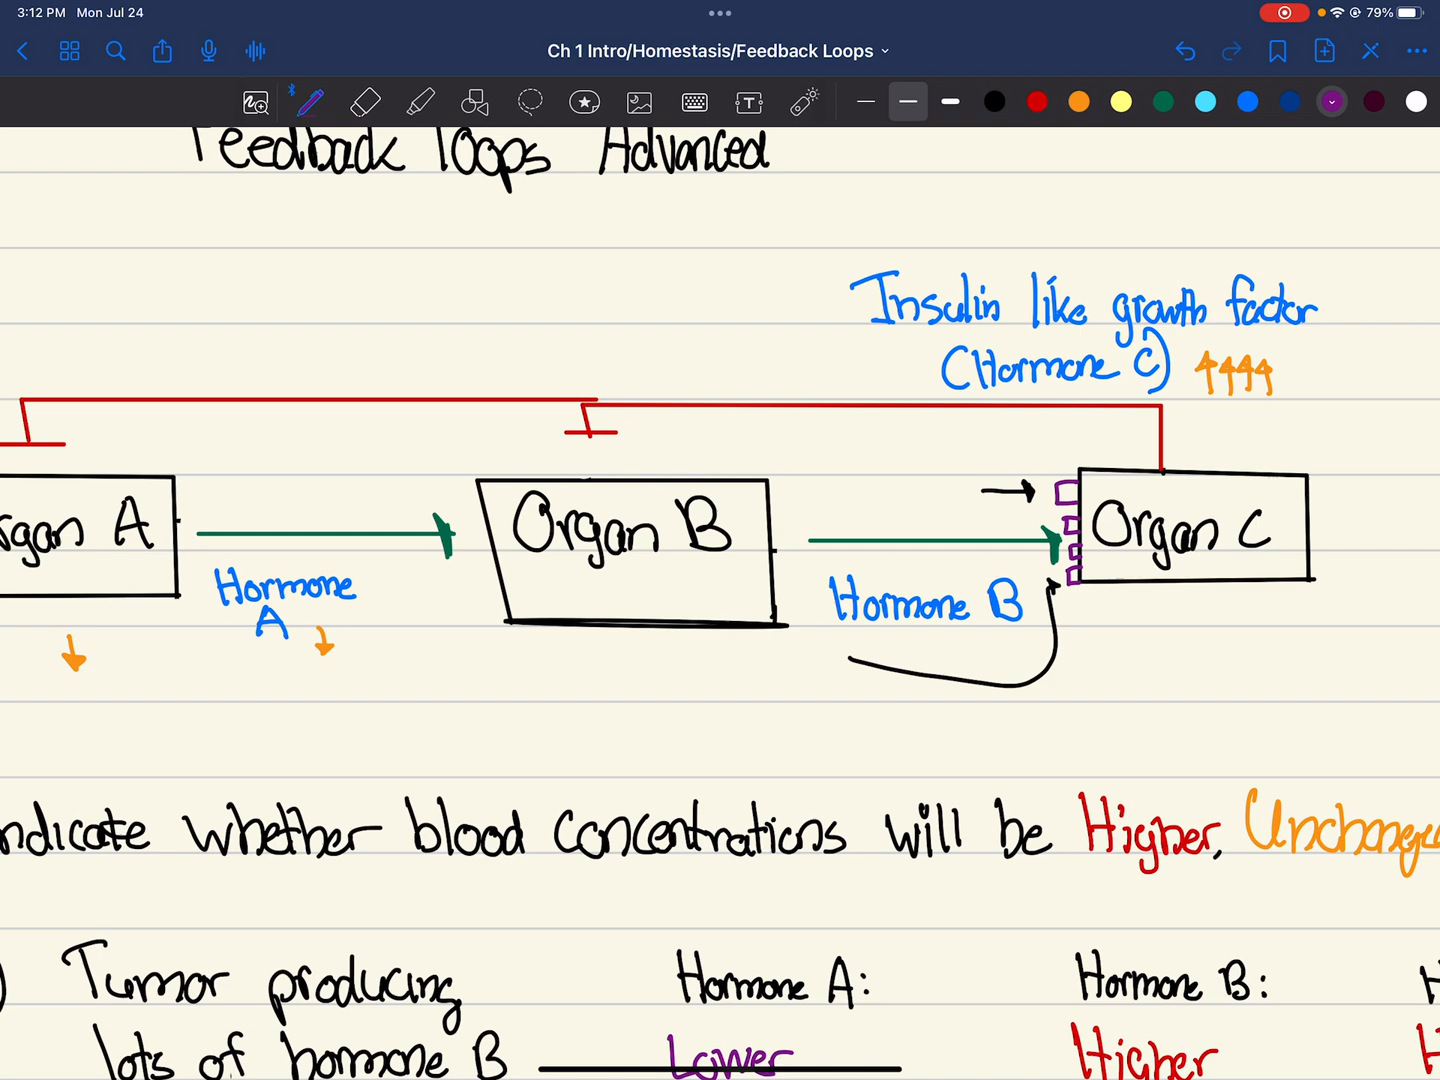 3:12 PM Mon Jul 24
79%
Ch 1 Intro/Homestasis/Feedback Loops
T
Feedback loops Advanced
Insulin like growth factor
(Hormone C)
rgan A
Organ B
Organ C
Hormone
A
Hormone B
ndicate whether blood concentrations will be Higher, Unchange
) Tumor producing
Hormone A:
Hormone B:
H
lots of hormone B
Lower
Higher
H